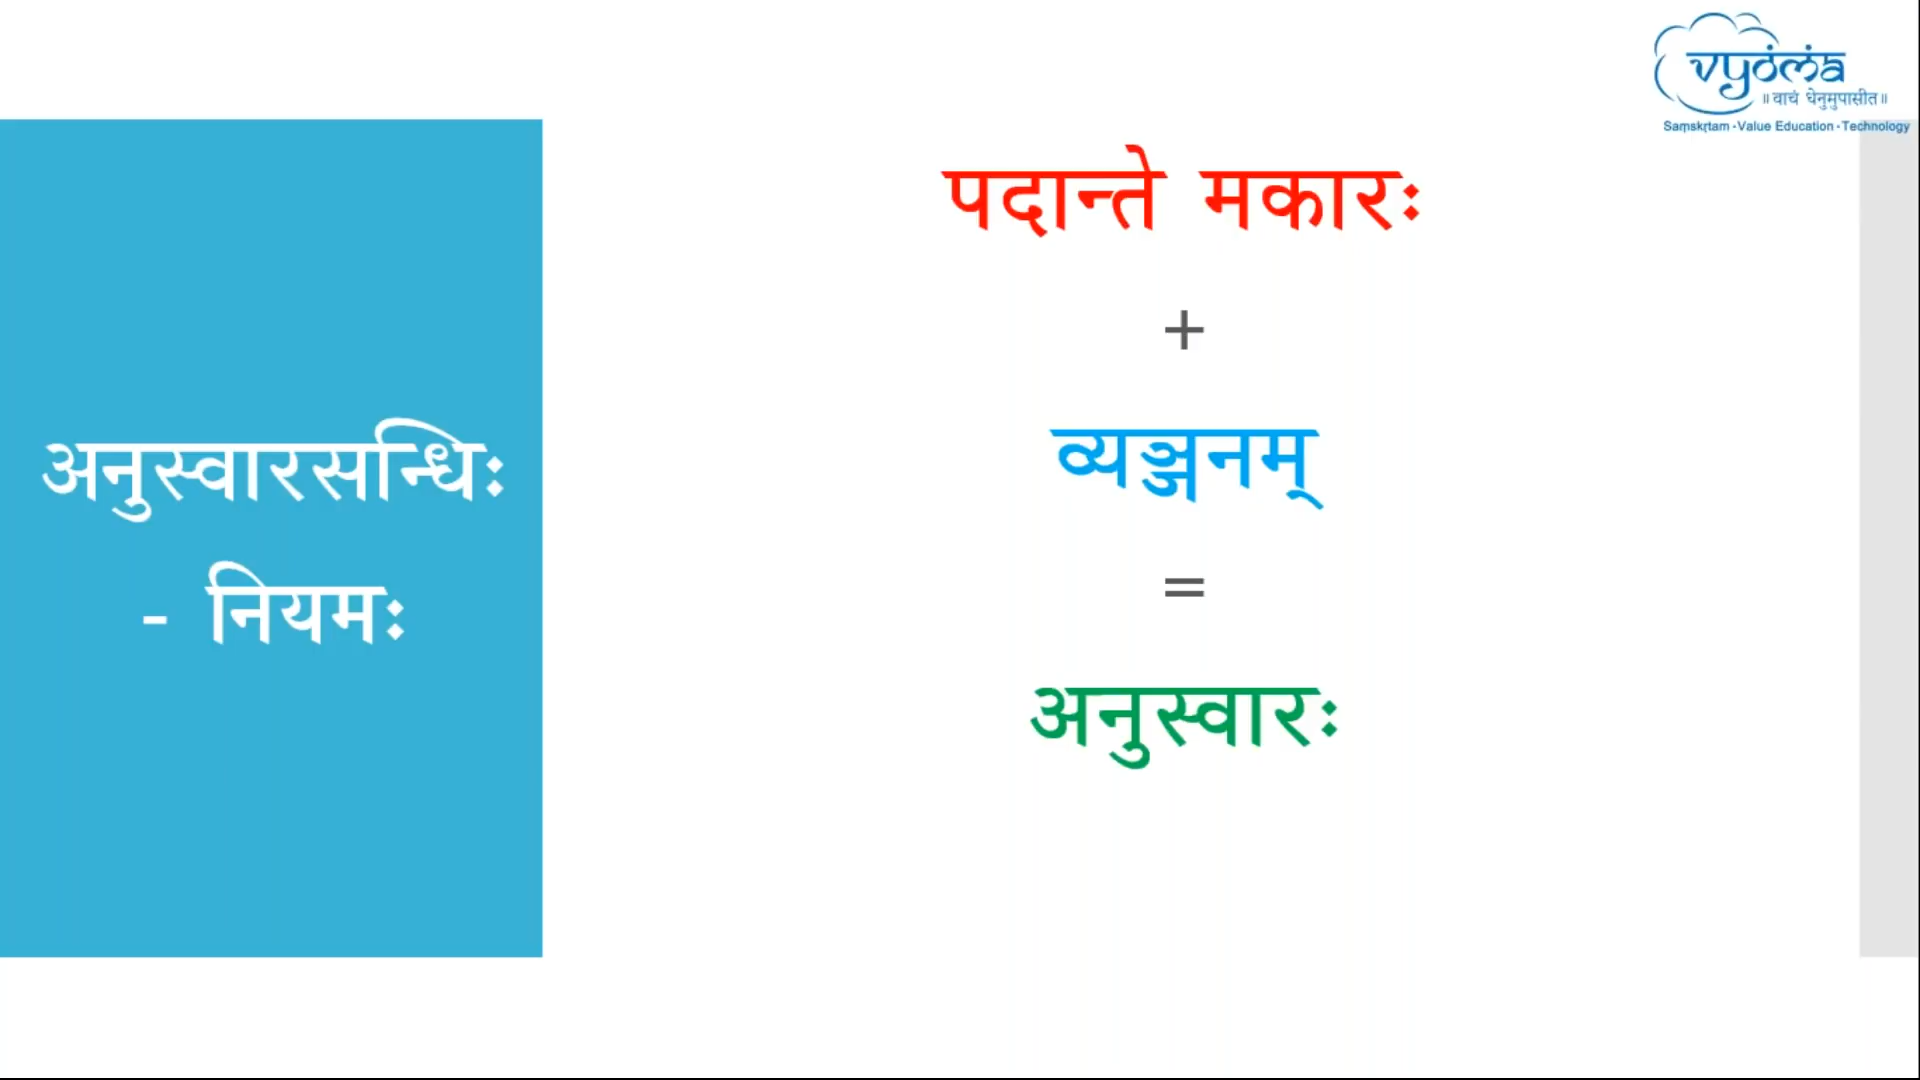 vyoma
॥ वाचं धेनुमुपासीत॥
Saṃskṛtam - Value Education - Technology
अनुस्वारसन्धिः
- नियमः
पदान्ते मकारः
+
व्यञ्जनम्
=
अनुस्वारः